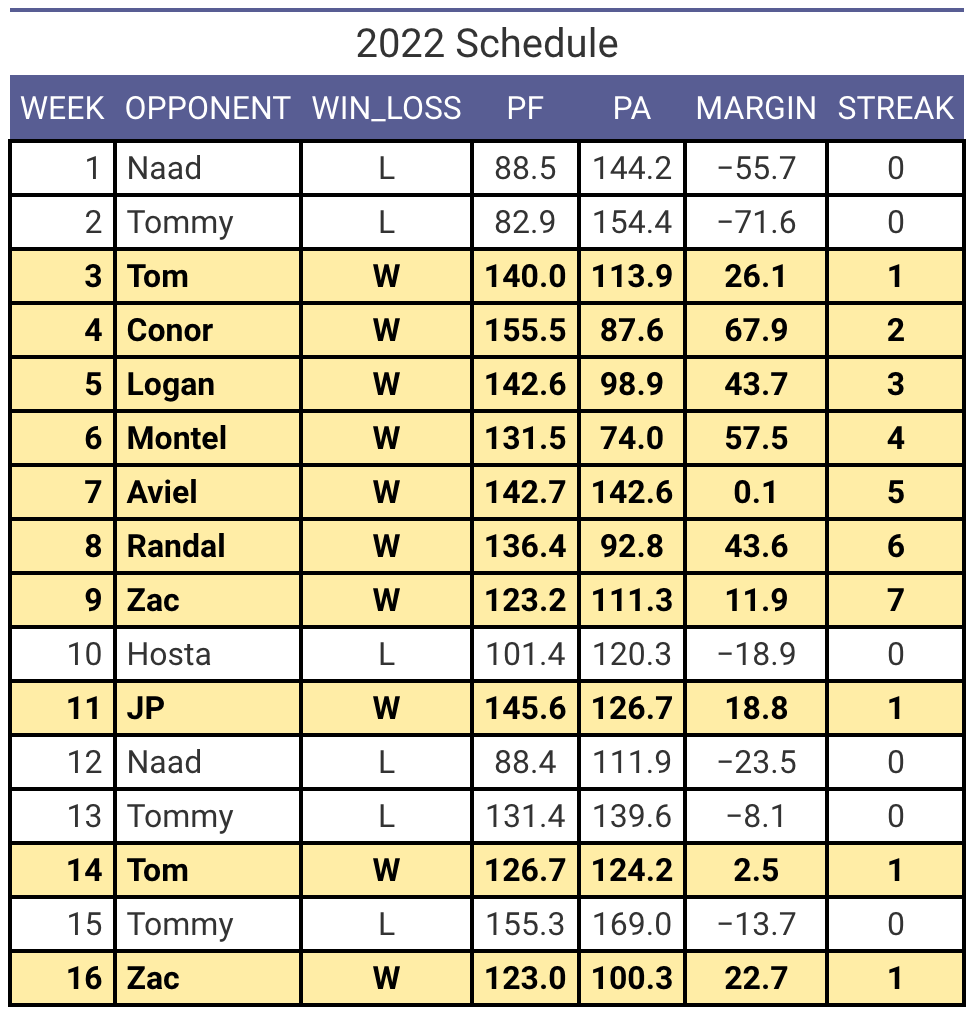 2022 Schedule
WEEK OPPONENT WIN_LOSS PF PA MARGIN STREAK
1 Naad L 88.5 144.2 −55.7 0
2 Tommy L 82.9 154.4 −71.6 0
3 Tom W 140.0 113.9 26.1 1
4 Conor W 155.5 87.6 67.9 2
5 Logan W 142.6 98.9 43.7 3
6 Montel W 131.5 74.0 57.5 4
7 Aviel W 142.7 142.6 0.1 5
8 Randal W 136.4 92.8 43.6 6
9 Zac W 123.2 111.3 11.9 7
10 Hosta L 101.4 120.3 −18.9 0
11 JP W 145.6 126.7 18.8 1
12 Naad L 88.4 111.9 −23.5 0
13 Tommy L 131.4 139.6 −8.1 0
14 Tom W 126.7 124.2 2.5 1
15 Tommy L 155.3 169.0 −13.7 0
16 Zac W 123.0 100.3 22.7 1